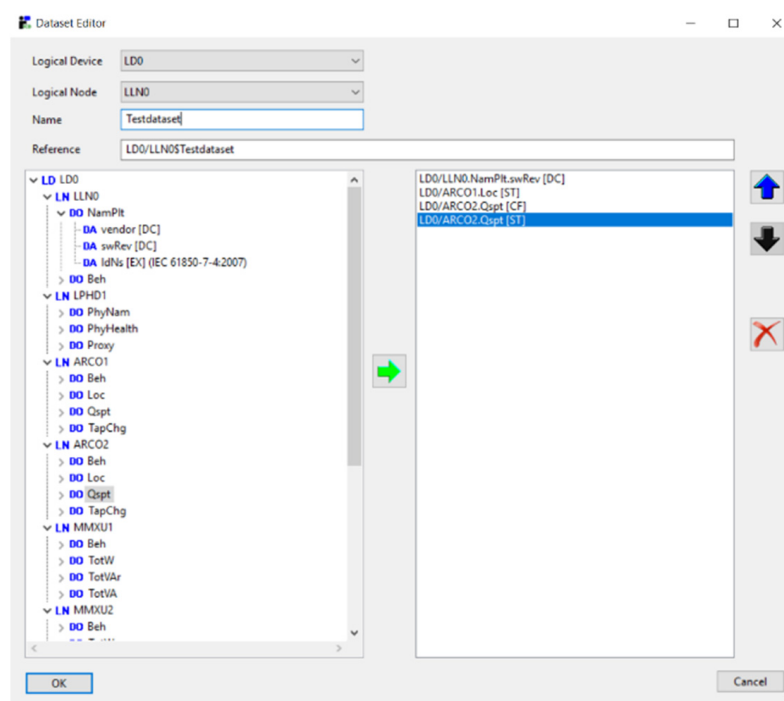 Dataset Editor
Logical Device LD0
Logical Node LLN0
Name Testdataset
Reference LD0/LLN0$Testdataset
LD LD0
LN LLN0
DO NamPlt
DA vendor [DC]
DA swRev [DC]
DA ldNs [EX] (IEC 61850-7-4:2007)
DO Beh
LN LPHD1
DO PhyNam
DO PhyHealth
DO Proxy
LN ARCO1
DO Beh
DO Loc
DO Qspt
DO TapChg
LN ARCO2
DO Beh
DO Loc
DO Qspt
DO TapChg
LN MMXU1
DO Beh
DO TotW
DO TotVAr
DO TotVA
LN MMXU2
DO Beh
LD0/LLN0.NamPlt.swRev [DC]
LD0/ARCO1.Loc [ST]
LD0/ARCO2.Qspt [CF]
LD0/ARCO2.Qspt [ST]
OK
Cancel